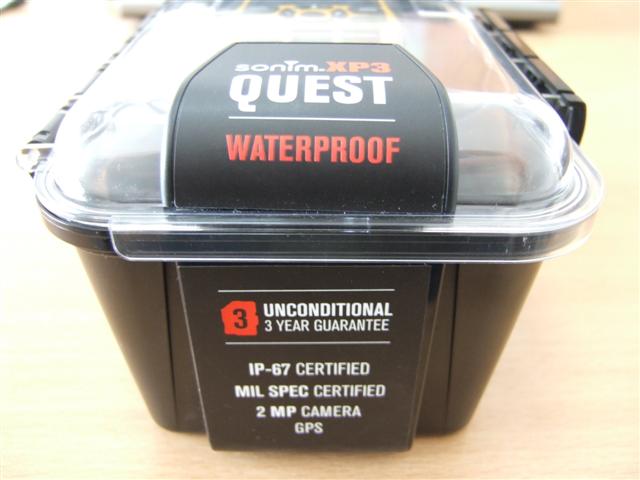 sonim. XP3
QUEST
WATERPROOF
3 UNCONDITIONAL
3 YEAR GUARANTEE
IP-67 CERTIFIED
MIL SPEC CERTIFIED
2 MP CAMERA
GPS